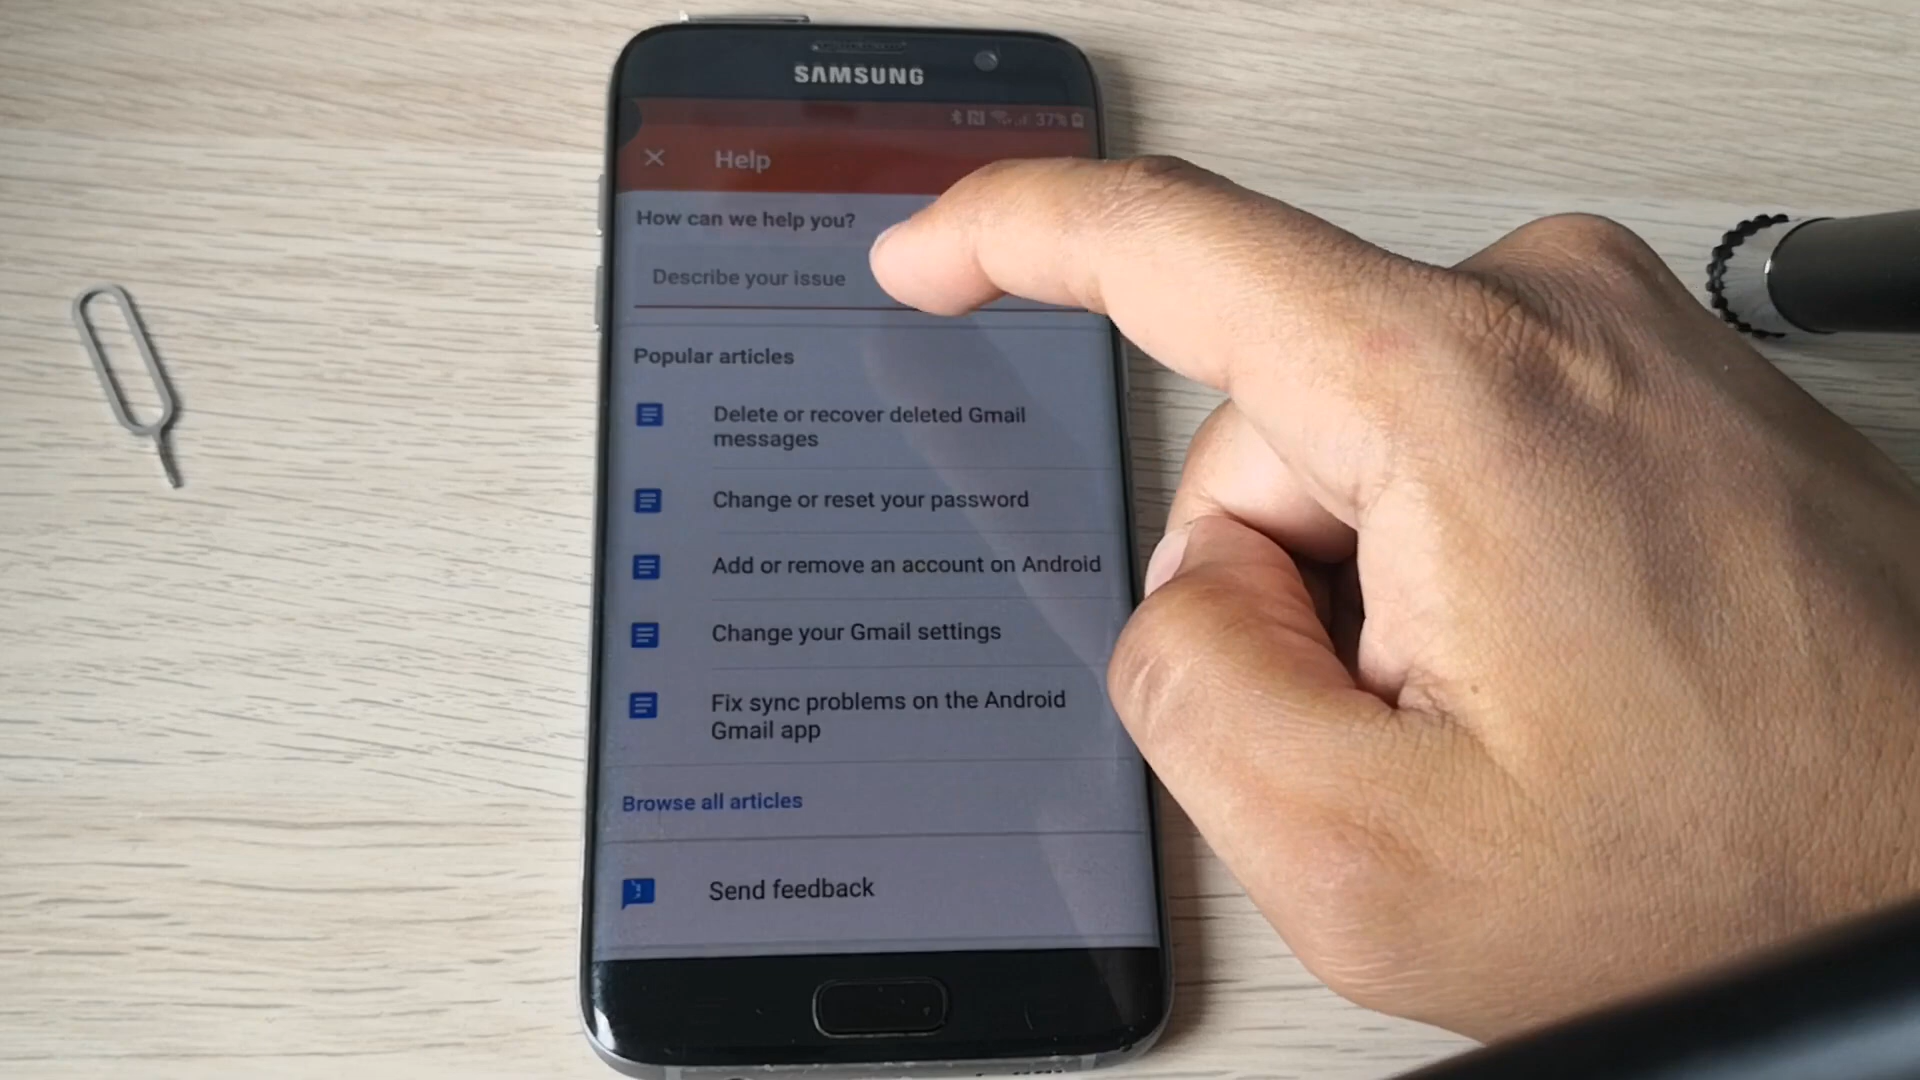 SAMSUNG
37%
Help
How can we help you?
Describe your issue
Popular articles
Delete or recover deleted Gmail
messages
Change or reset your password
Add or remove an account on Android
Change your Gmail settings
Fix sync problems on the Android
Gmail app
Browse all articles
Send feedback